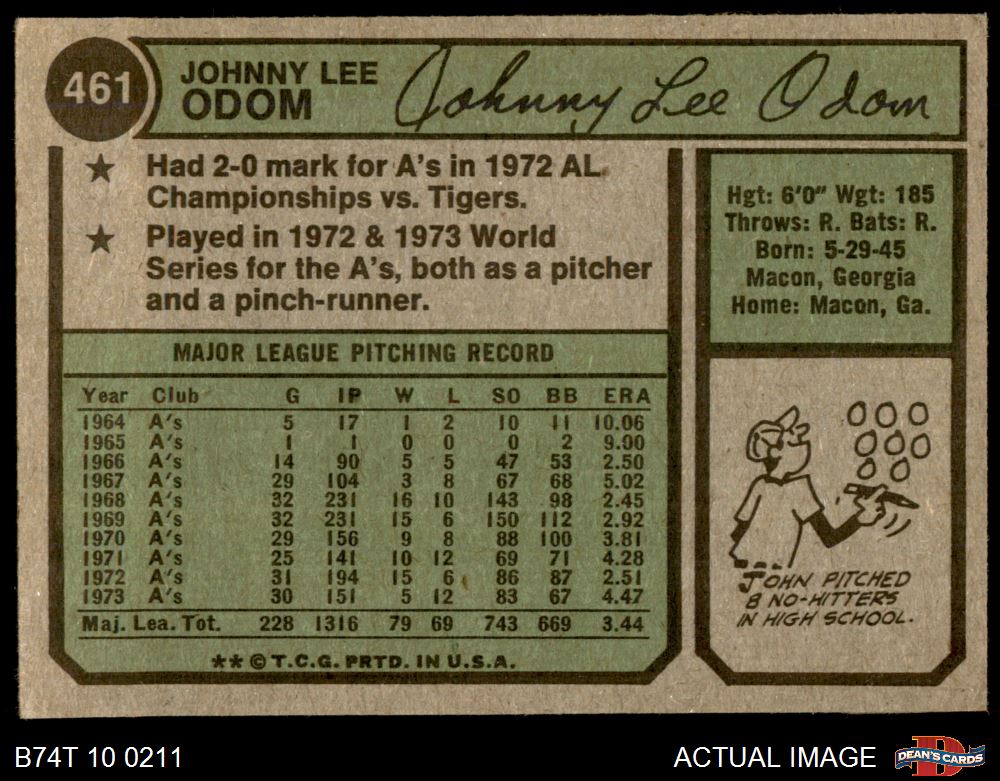 461
JOHNNY LEE
ODOM
Johnny Lee Odom
★ Had 2-0 mark for A's in 1972 AL
Championships vs. Tigers.
★ Played in 1972 & 1973 World
Series for the A's, both as a pitcher
and a pinch-runner.
Hgt: 6'0" Wgt: 185
Throws: R. Bats: R.
Born: 5-29-45
Macon, Georgia
Home: Macon, Ga.
MAJOR LEAGUE PITCHING RECORD
Year Club G IP W L SO BB ERA
1964 A's 5 17 1 2 10 11 10.06
1965 A's 1 1 0 0 0 2 9.00
1966 A's 14 90 5 5 47 53 2.50
1967 A's 29 104 3 8 67 68 5.02
1968 A's 32 231 16 10 143 98 2.45
1969 A's 32 231 15 6 150 112 2.92
1970 A's 29 156 9 8 88 100 3.81
1971 A's 25 141 10 12 69 71 4.28
1972 A's 31 194 15 6 86 87 2.51
1973 A's 30 151 5 12 83 67 4.47
Maj. Lea. Tot. 228 1316 79 69 743 669 3.44
** © T.C.G. PRTD. IN U.S.A.
JOHN PITCHED
8 NO-HITTERS
IN HIGH SCHOOL.
B74T 10 0211
ACTUAL IMAGE
D
DEAN'S CARDS